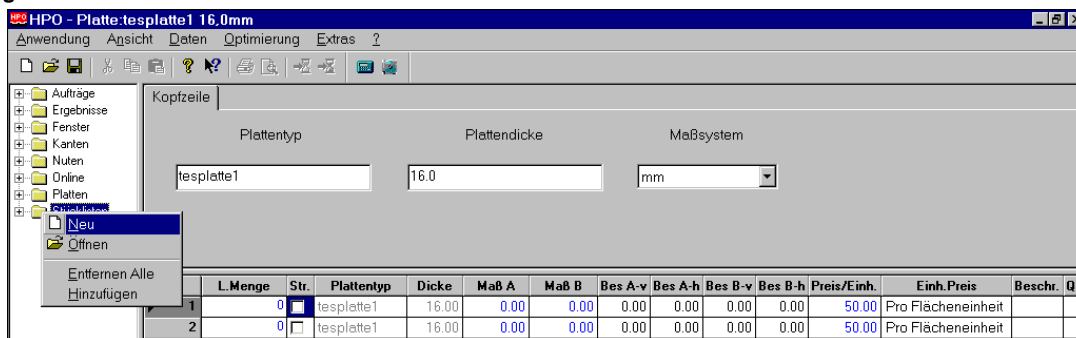 HPO - Platte:tesplatte1 16,0mm
Anwendung Ansicht Daten Optimierung Extras ?
Aufträge
Ergebnisse
Fenster
Kanten
Nuten
Online
Platten
Stücklisten
Neu
Öffnen
Entfernen Alle
Hinzufügen
Kopfzeile
Plattentyp Plattendicke Maßsystem
tesplatte1 16.0 mm
L.Menge Str. Plattentyp Dicke Maß A Maß B Bes A-v Bes A-h Bes B-v Bes B-h Preis/Einh. Einh.Preis Beschr. Q
1 0 tesplatte1 16.00 0.00 0.00 0.00 0.00 0.00 0.00 50.00 Pro Flächeneinheit
2 0 tesplatte1 16.00 0.00 0.00 0.00 0.00 0.00 0.00 50.00 Pro Flächeneinheit